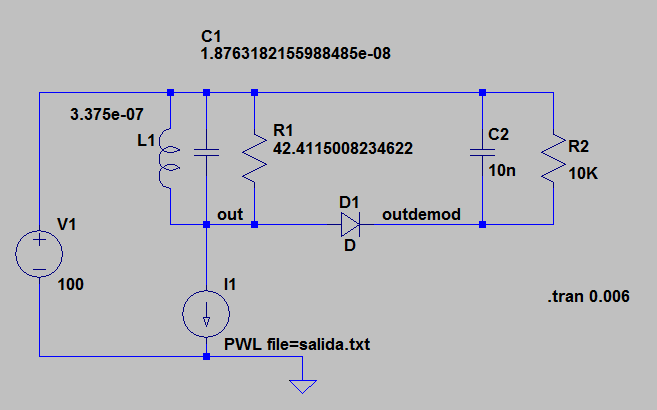 C1
1.8763182155988485e-08
3.375e-07
L1
R1
42.4115008234622
C2
10n
R2
10K
D1
out
outdemod
D
V1
100
I1
.tran 0.006
PWL file=salida.txt